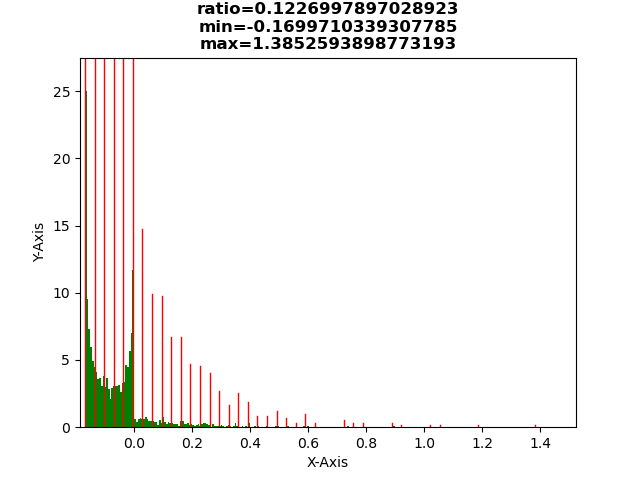 ratio=0.1226997897028923
min=-0.1699710339307785
max=1.3852593898773193
25
20
15
10
5
0
Y-Axis
0.0 0.2 0.4 0.6 0.8 1.0 1.2 1.4
X-Axis